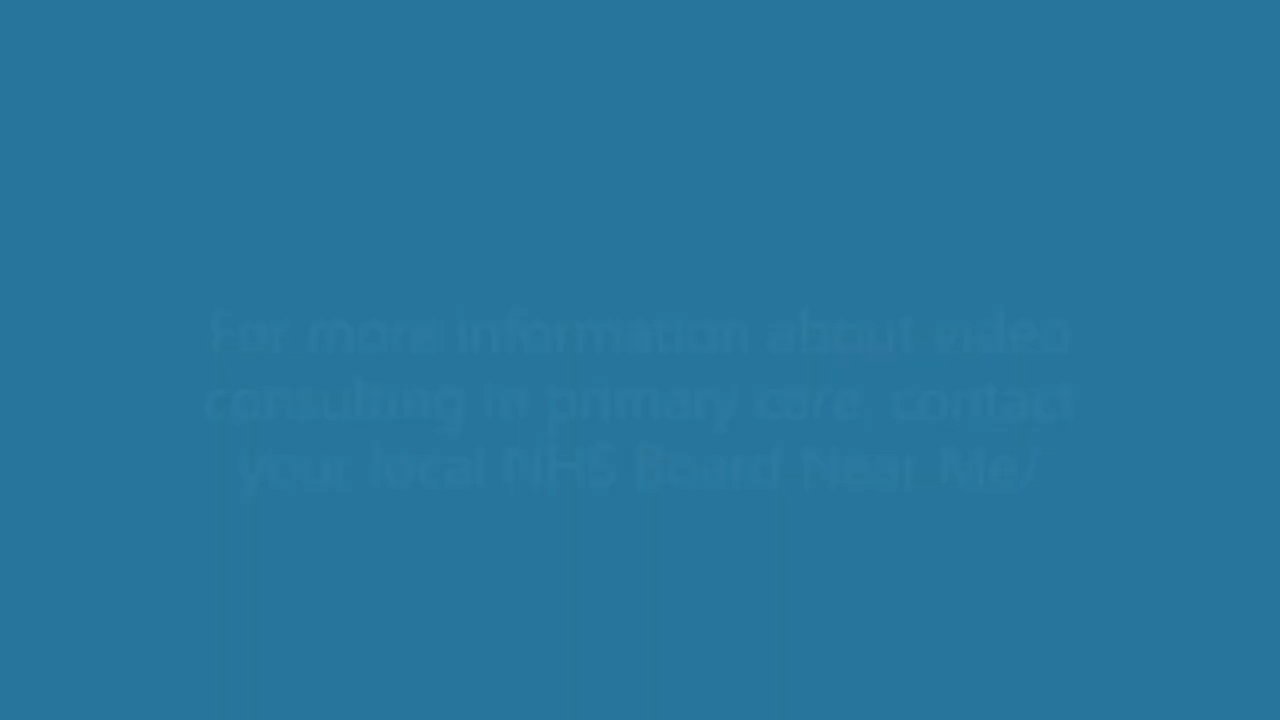 For more information about video
consulting in primary care, contact
your local NHS Board Near Me/